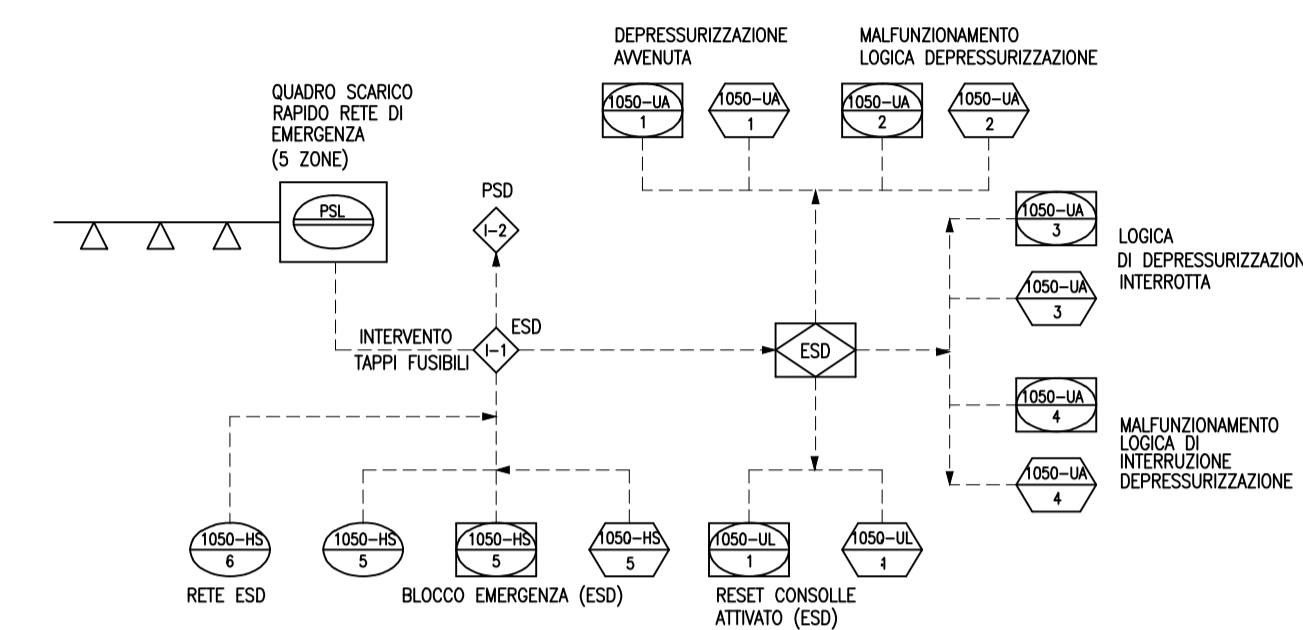 DEPRESSURIZZAZIONE
AVVENUTA
MALFUNZIONAMENTO
LOGICA DEPRESSURIZZAZIONE
1050-UA
1
1050-UA
1
1050-UA
2
1050-UA
2
QUADRO SCARICO
RAPIDO RETE DI
EMERGENZA
(5 ZONE)
PSL
PSD
I-2
1050-UA
3
LOGICA
DI DEPRESSURIZZAZION
INTERROTTA
1050-UA
3
INTERVENTO
TAPPI FUSIBILI
ESD
I-1
ESD
1050-UA
4
MALFUNZIONAMENTO
LOGICA DI
INTERRUZIONE
DEPRESSURIZZAZIONE
1050-UA
4
1050-HS
6
1050-HS
5
1050-HS
5
1050-HS
5
1050-UL
1
1050-UL
1
RETE ESD
BLOCCO EMERGENZA (ESD)
RESET CONSOLLE
ATTIVATO (ESD)